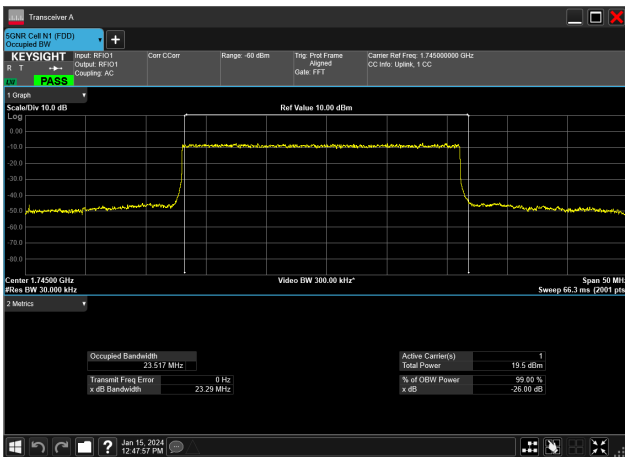 Transceiver A
5GNR Cell N1 (FDD)
Occupied BW
KEYSIGHT
R T
LNI
PASS
Input: RFIO1
Output: RFIO1
Coupling: AC
Corr CCorr
Range: -60 dBm
Trig: Prot Frame
Aligned
Gate: FFT
Carrier Ref Freq: 1.745000000 GHz
CC Info: Uplink, 1 CC
1 Graph
Scale/Div 10.0 dB
Ref Value 10.00 dBm
Log
0.00
-10.0
-20.0
-30.0
-40.0
-50.0
-60.0
-70.0
-80.0
Center 1.74500 GHz
Video BW 300.00 kHz*
Span 50 MHz
#Res BW 30.000 kHz
Sweep 66.3 ms (2001 pts
2 Metrics
Occupied Bandwidth
23.517 MHz
Transmit Freq Error 0 Hz
x dB Bandwidth 23.29 MHz
Active Carrier(s) 1
Total Power 19.5 dBm
% of OBW Power 99.00 %
x dB -26.00 dB
Jan 15, 2024
12:47:57 PM